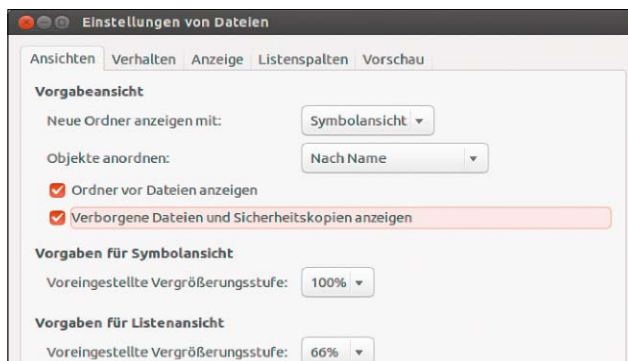 Einstellungen von Dateien
Ansichten Verhalten Anzeige Listenspalten Vorschau
Vorgabeansicht
Neue Ordner anzeigen mit: Symbolansicht
Objekte anordnen: Nach Name
Ordner vor Dateien anzeigen
Verborgene Dateien und Sicherheitskopien anzeigen
Vorgaben für Symbolansicht
Voreingestellte Vergrößerungsstufe: 100%
Vorgaben für Listenansicht
Voreingestellte Vergrößerungsstufe: 66%